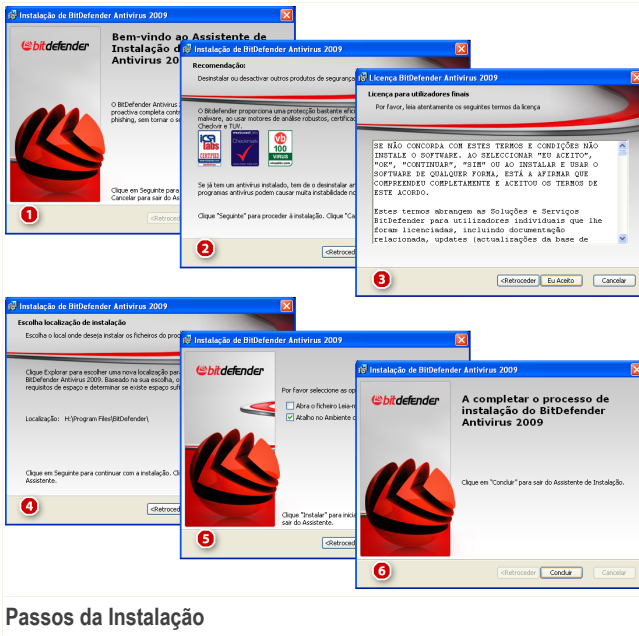 Instalação de BitDefender Antivirus 2009
bitdefender
Bem-vindo ao Assistente de
Instalação d
Antivirus 20
O BitDefender Antivirus
proactiva completa contr
phishing, sem tornar o se
Clique em Seguinte para
Cancelar para sair do As
<Retroced
1
Instalação de BitDefender Antivirus 2009
Recomendação:
Desinstalar ou desactivar outros produtos de segurança
O Bitdefender proporciona uma protecção bastante efic
malware, ao usar motores de análise robustos, certifica
Checkvir e TUV.
ICSA
labs
CERTIFIED
Checkmark
VB
100
VIRUS
Se já tem um antivirus instalado, tem de o desinstalar an
programas antivirus podem causar muita instabilidade no
Clique "Seguinte" para proceder à instalação. Clique "Ca
<Retroced
2
Licença BitDefender Antivirus 2009
Licença para utilizadores finais
Por favor, leia atentamente os seguintes termos da licença
SE NÃO CONCORDA COM ESTES TERMOS E CONDIÇÕES NÃO
INSTALE O SOFTWARE. AO SELECCIONAR "EU ACEITO",
"OK", "CONTINUAR", "SIM" OU AO INSTALAR E USAR O
SOFTWARE DE QUALQUER FORMA, ESTÁ A AFIRMAR QUE
COMPREENDEU COMPLETAMENTE E ACEITOU OS TERMOS DE
ESTE ACORDO.
Estes termos abrangem as Soluções e Serviços
BitDefender para utilizadores individuais que lhe
foram licenciadas, incluindo documentação
relacionada, updates (actualizações da base de
<Retroceder Eu Aceito Cancelar
3
Instalação de BitDefender Antivirus 2009
Escolha localização de instalação
Escolha o local onde deseja instalar os ficheiros do proc
Clique Explorar para escolher uma nova localização par
BitDefender Antivirus 2009. Baseado na sua escolha, o
requisitos de espaço e determinar se existe espaço sufi
Localização: H:\Program Files\BitDefender\
Clique em Seguinte para continuar com a instalação. Cli
Assistente.
<Retroced
4
Instalação de BitDefender Antivirus 2009
bitdefender
Por favor seleccione as op
Abra o ficheiro Leia-m
Atalho no Ambiente d
Clique "Instalar" para inicia
sair do Assistente.
<Retroced
5
Instalação de BitDefender Antivirus 2009
bitdefender
A completar o processo de
instalação do BitDefender
Antivirus 2009
Clique em "Concluir" para sair do Assistente de Instalação.
<Retroceder Concluir Cancelar
6
Passos da Instalação